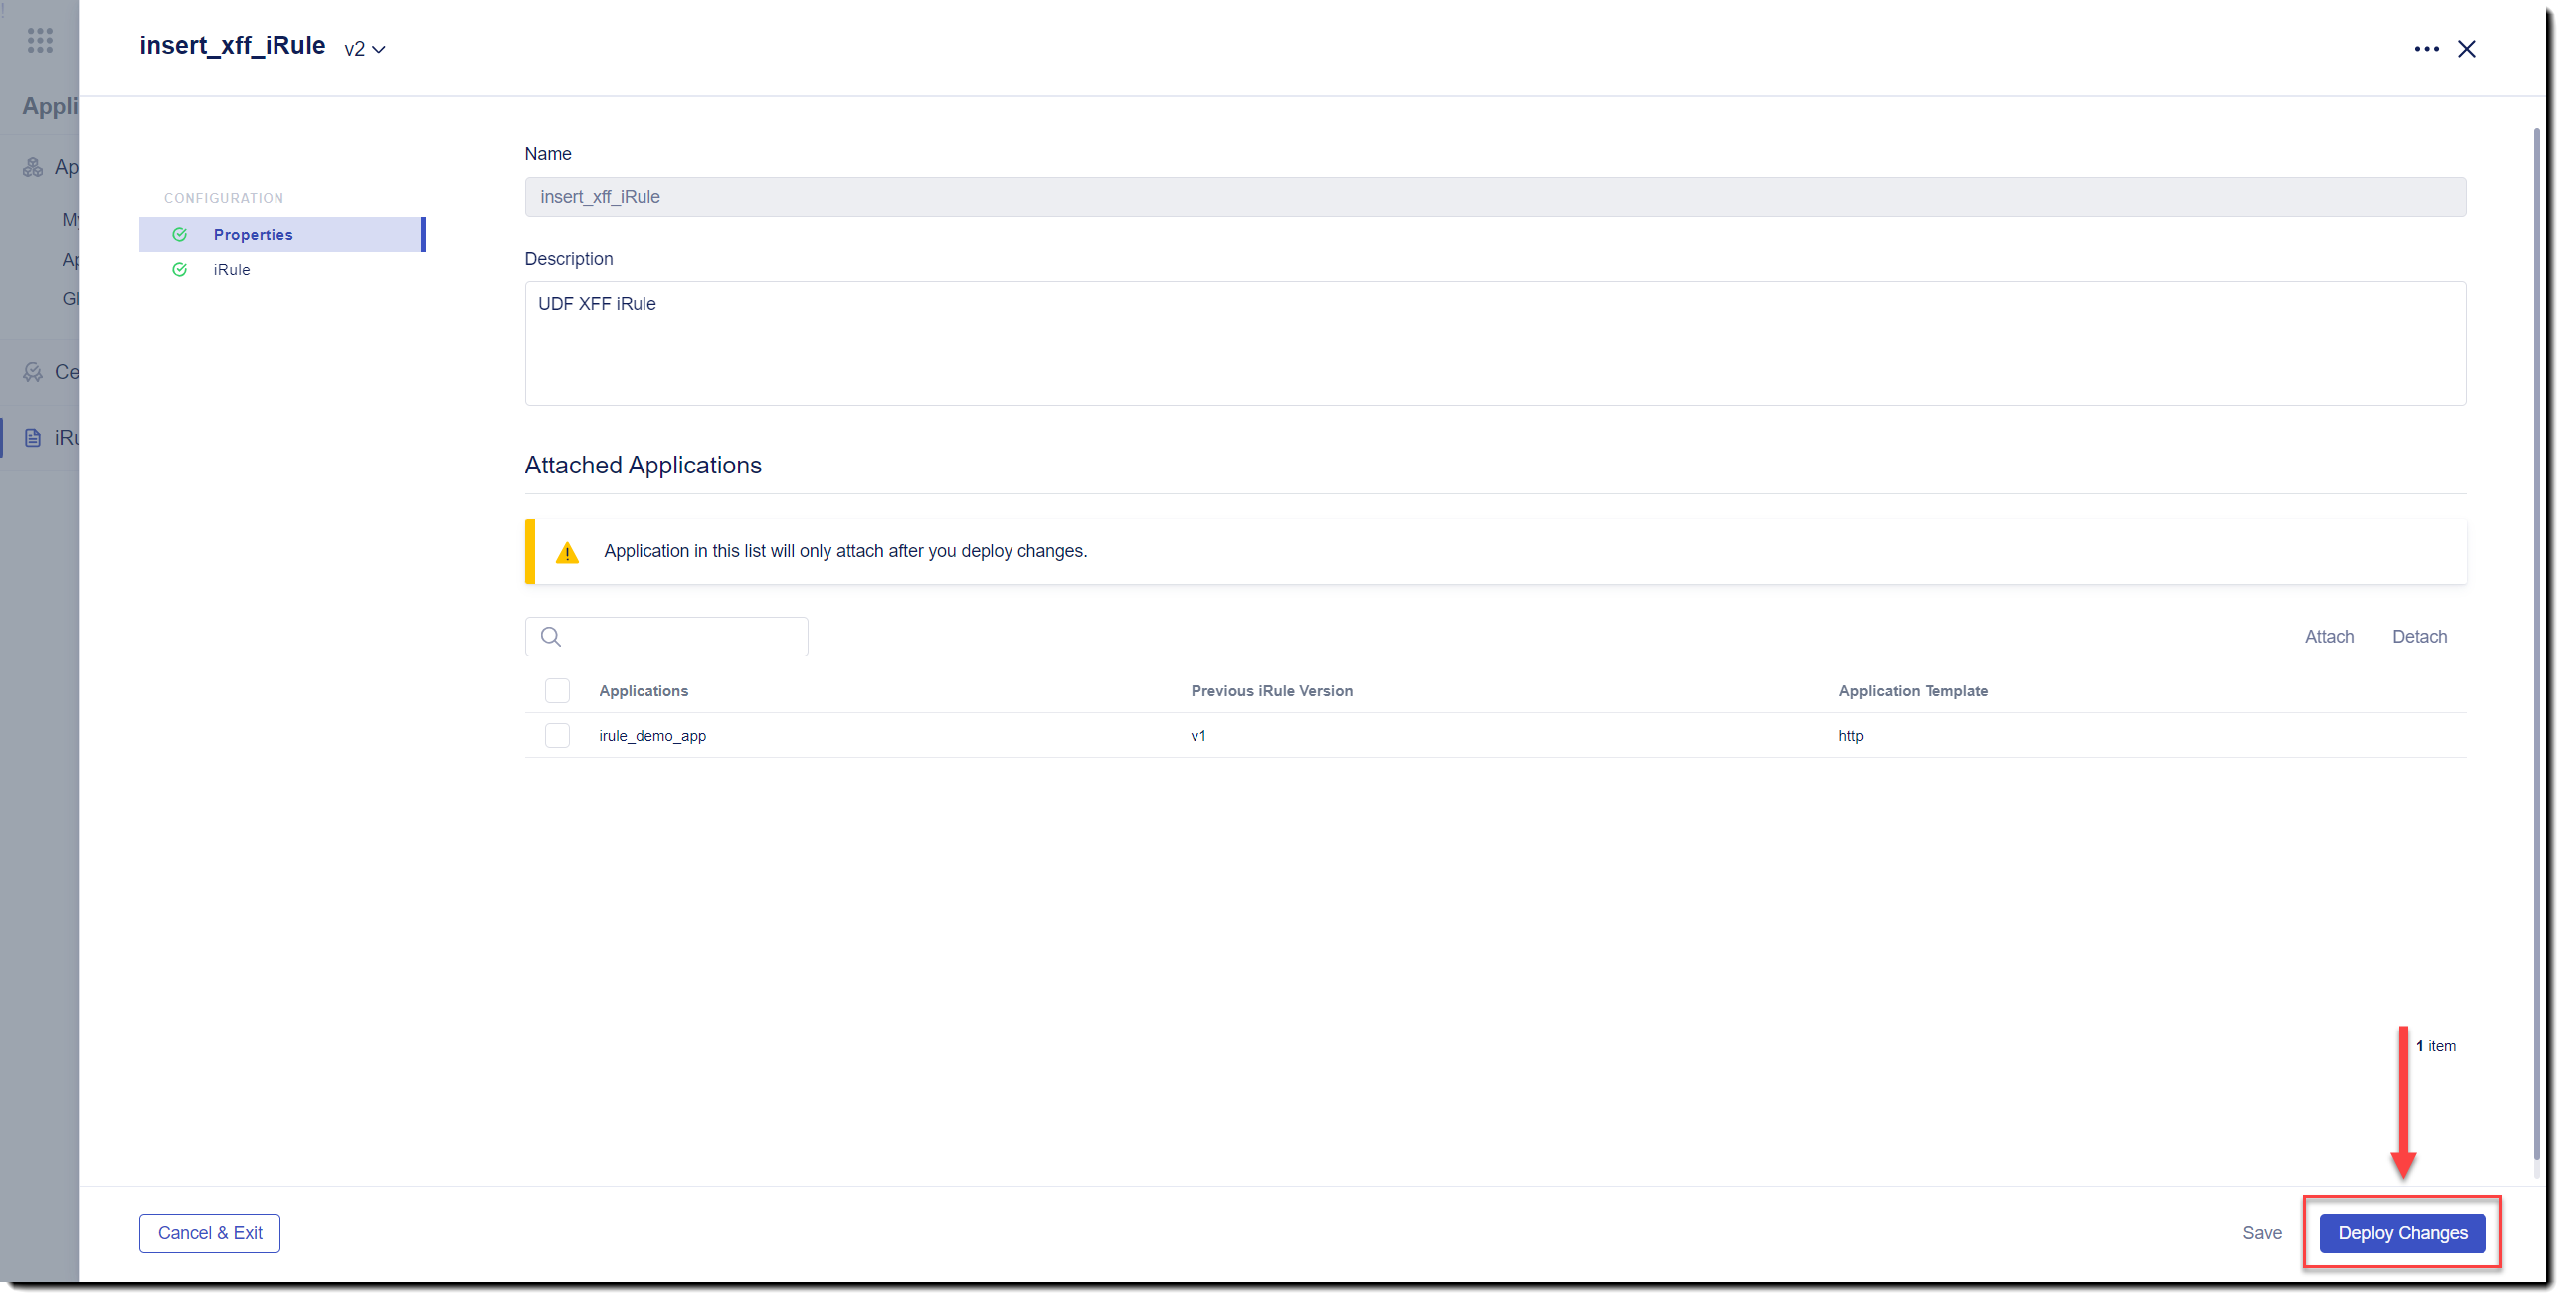 insert_xff_iRule v2
Appli
Ap
My
Ap
Gl
Ce
iRu
CONFIGURATION
Properties
iRule
Name
insert_xff_iRule
Description
UDF XFF iRule
Attached Applications
Application in this list will only attach after you deploy changes.
Attach Detach
Applications Previous iRule Version Application Template
irule_demo_app v1 http
1 item
Cancel & Exit Save Deploy Changes